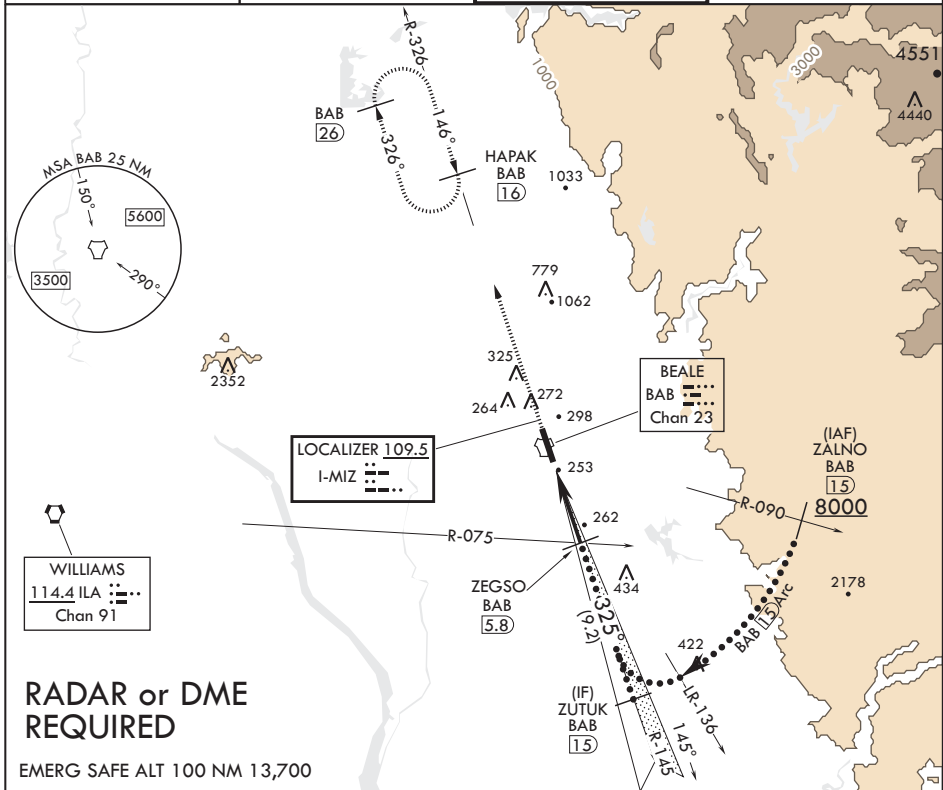 R-326
1000
3000
4551
4440
BAB
26
326°
146°
HAPAK
BAB
16
1033
MSA BAB 25 NM
150°
5600
3500
290°
779
1062
2352
325
264
272
298
BEALE
BAB
Chan 23
LOCALIZER 109.5
I-MIZ
253
(IAF)
ZALNO
BAB
15
8000
R-090
262
R-075
WILLIAMS
114.4 ILA
Chan 91
ZEGSO
BAB
5.8
434
2178
325°
(9.2)
BAB 15 Arc
422
LR-136
(IF)
ZUTUK
BAB
15
R-145
145°
RADAR or DME
REQUIRED
EMERG SAFE ALT 100 NM 13,700